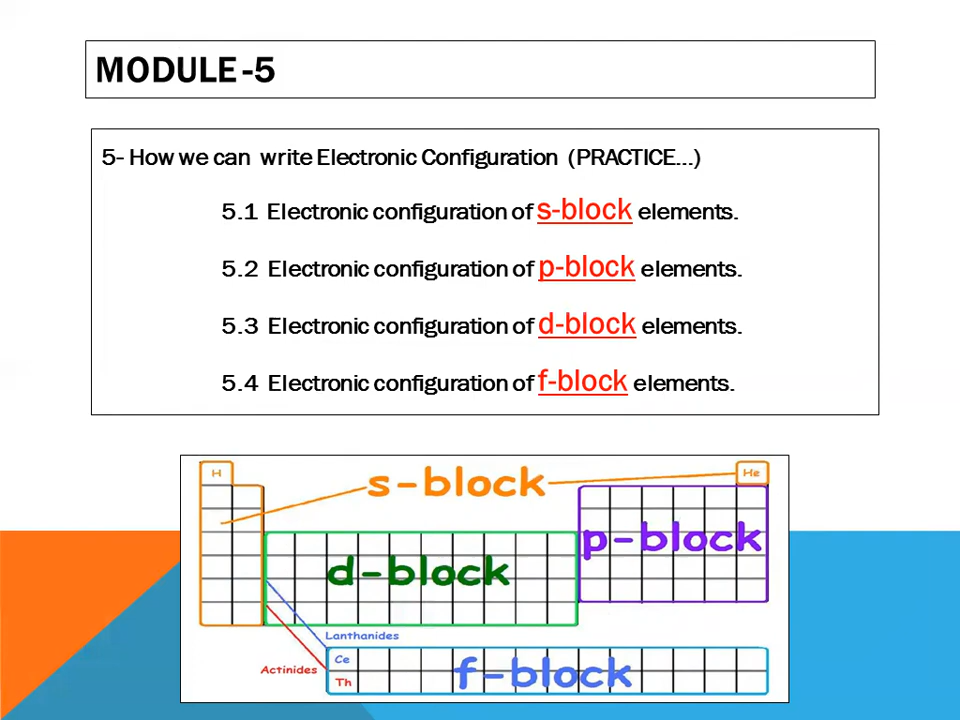 MODULE -5
5- How we can write Electronic Configuration (PRACTICE...)
5.1 Electronic configuration of s-block elements.
5.2 Electronic configuration of p-block elements.
5.3 Electronic configuration of d-block elements.
5.4 Electronic configuration of f-block elements.
H
s-block
He
p-block
d-block
Lanthanides
Ce
Actinides
f-block
Th